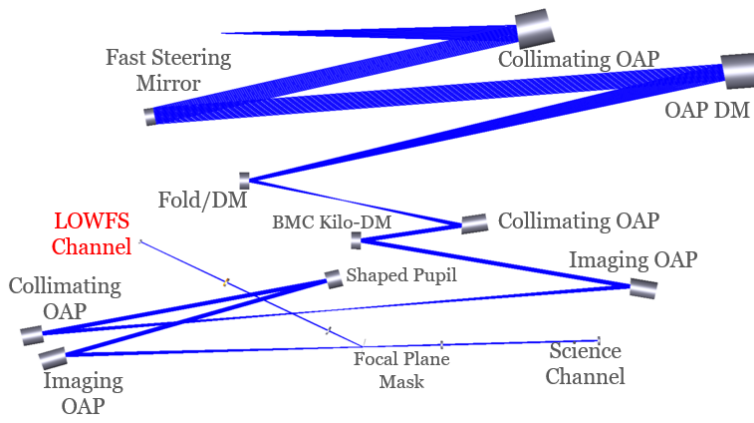 Fast Steering
Mirror
Collimating OAP
OAP DM
Fold/DM
LOWFS
Channel
BMC Kilo-DM
Collimating OAP
Imaging OAP
Shaped Pupil
Collimating
OAP
Focal Plane
Mask
Science
Channel
Imaging
OAP